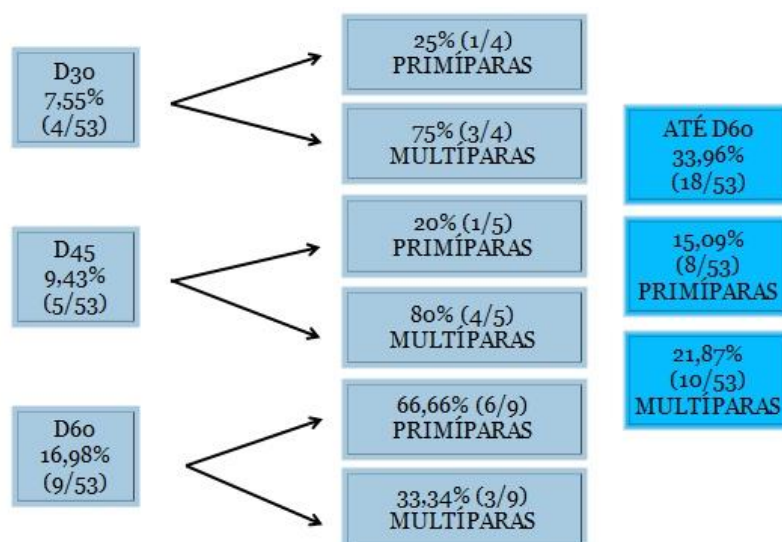 D30
7,55%
(4/53)
25% (1/4)
PRIMÍPARAS
75% (3/4)
MULTÍPARAS
D45
9,43%
(5/53)
20% (1/5)
PRIMÍPARAS
80% (4/5)
MULTÍPARAS
D60
16,98%
(9/53)
66,66% (6/9)
PRIMÍPARAS
33,34% (3/9)
MULTÍPARAS
ATÉ D60
33,96%
(18/53)
15,09%
(8/53)
PRIMÍPARAS
21,87%
(10/53)
MULTÍPARAS